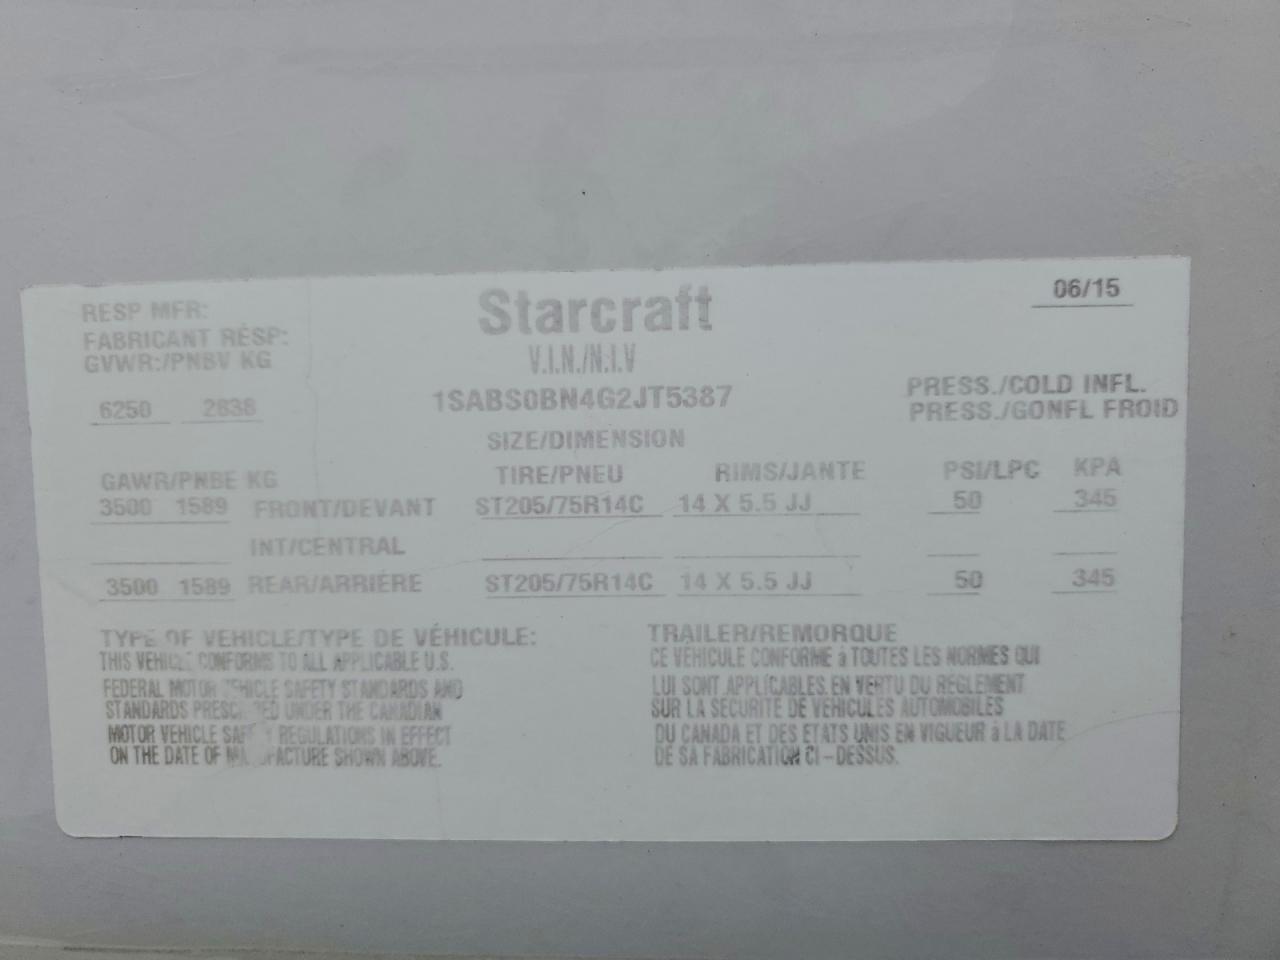 06/15
RESP MFR:
Starcraft
FABRICANT RÉSP:
GVWR:/PNBV KG
V.I.N./N.I.V
6250 2838
1SABS0BN4G2JT5387
PRESS./COLD INFL.
PRESS./GONFL FROID
SIZE/DIMENSION
GAWR/PNBE KG TIRE/PNEU RIMS/JANTE PSI/LPC KPA
3500 1589 FRONT/DEVANT ST205/75R14C 14 X 5.5 JJ 50 345
INT/CENTRAL
3500 1589 REAR/ARRIÈRE ST205/75R14C 14 X 5.5 JJ 50 345
TYPE OF VEHICLE/TYPE DE VÉHICULE: TRAILER/REMORQUE
THIS VEHICLE CONFORMS TO ALL APPLICABLE U.S.
FEDERAL MOTOR VEHICLE SAFETY STANDARDS AND
STANDARDS PRESCRIBED UNDER THE CANADIAN
MOTOR VEHICLE SAFETY REGULATIONS IN EFFECT
ON THE DATE OF MANUFACTURE SHOWN ABOVE.
CE VÉHICULE CONFORME à TOUTES LES NORMES QUI
LUI SONT APPLICABLES EN VERTU DU RÈGLEMENT
SUR LA SÉCURITÉ DE VÉHICULES AUTOMOBILES
DU CANADA ET DES ÉTATS UNIS EN VIGUEUR à LA DATE
DE SA FABRICATION CI-DESSUS.